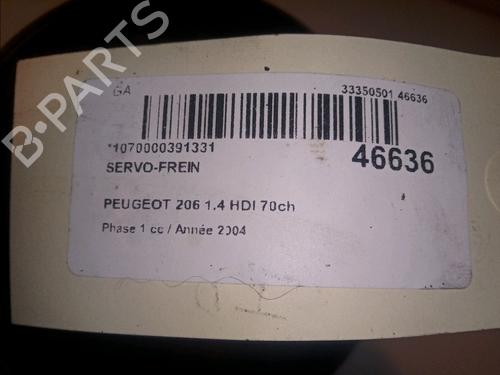 GA
33350501 46636
*1070000391331
46636
SERVO-FREIN
PEUGEOT 206 1.4 HDI 70ch
Phase 1 cc / Année 2004
B-PARTS